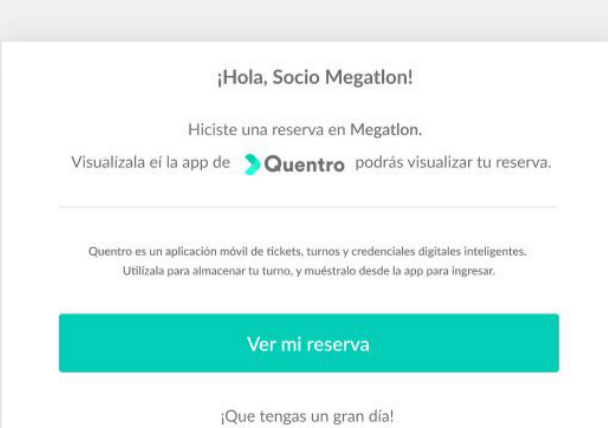 ¡Hola, Socio Megatlon!
Hiciste una reserva en Megatlon.
Visualízala eí la app de Quentro podrás visualizar tu reserva.
Quentro es un aplicación móvil de tickets, turnos y credenciales digitales inteligentes.
Utilízala para almacenar tu turno, y muéstralo desde la app para ingresar.
Ver mi reserva
¡Que tengas un gran día!